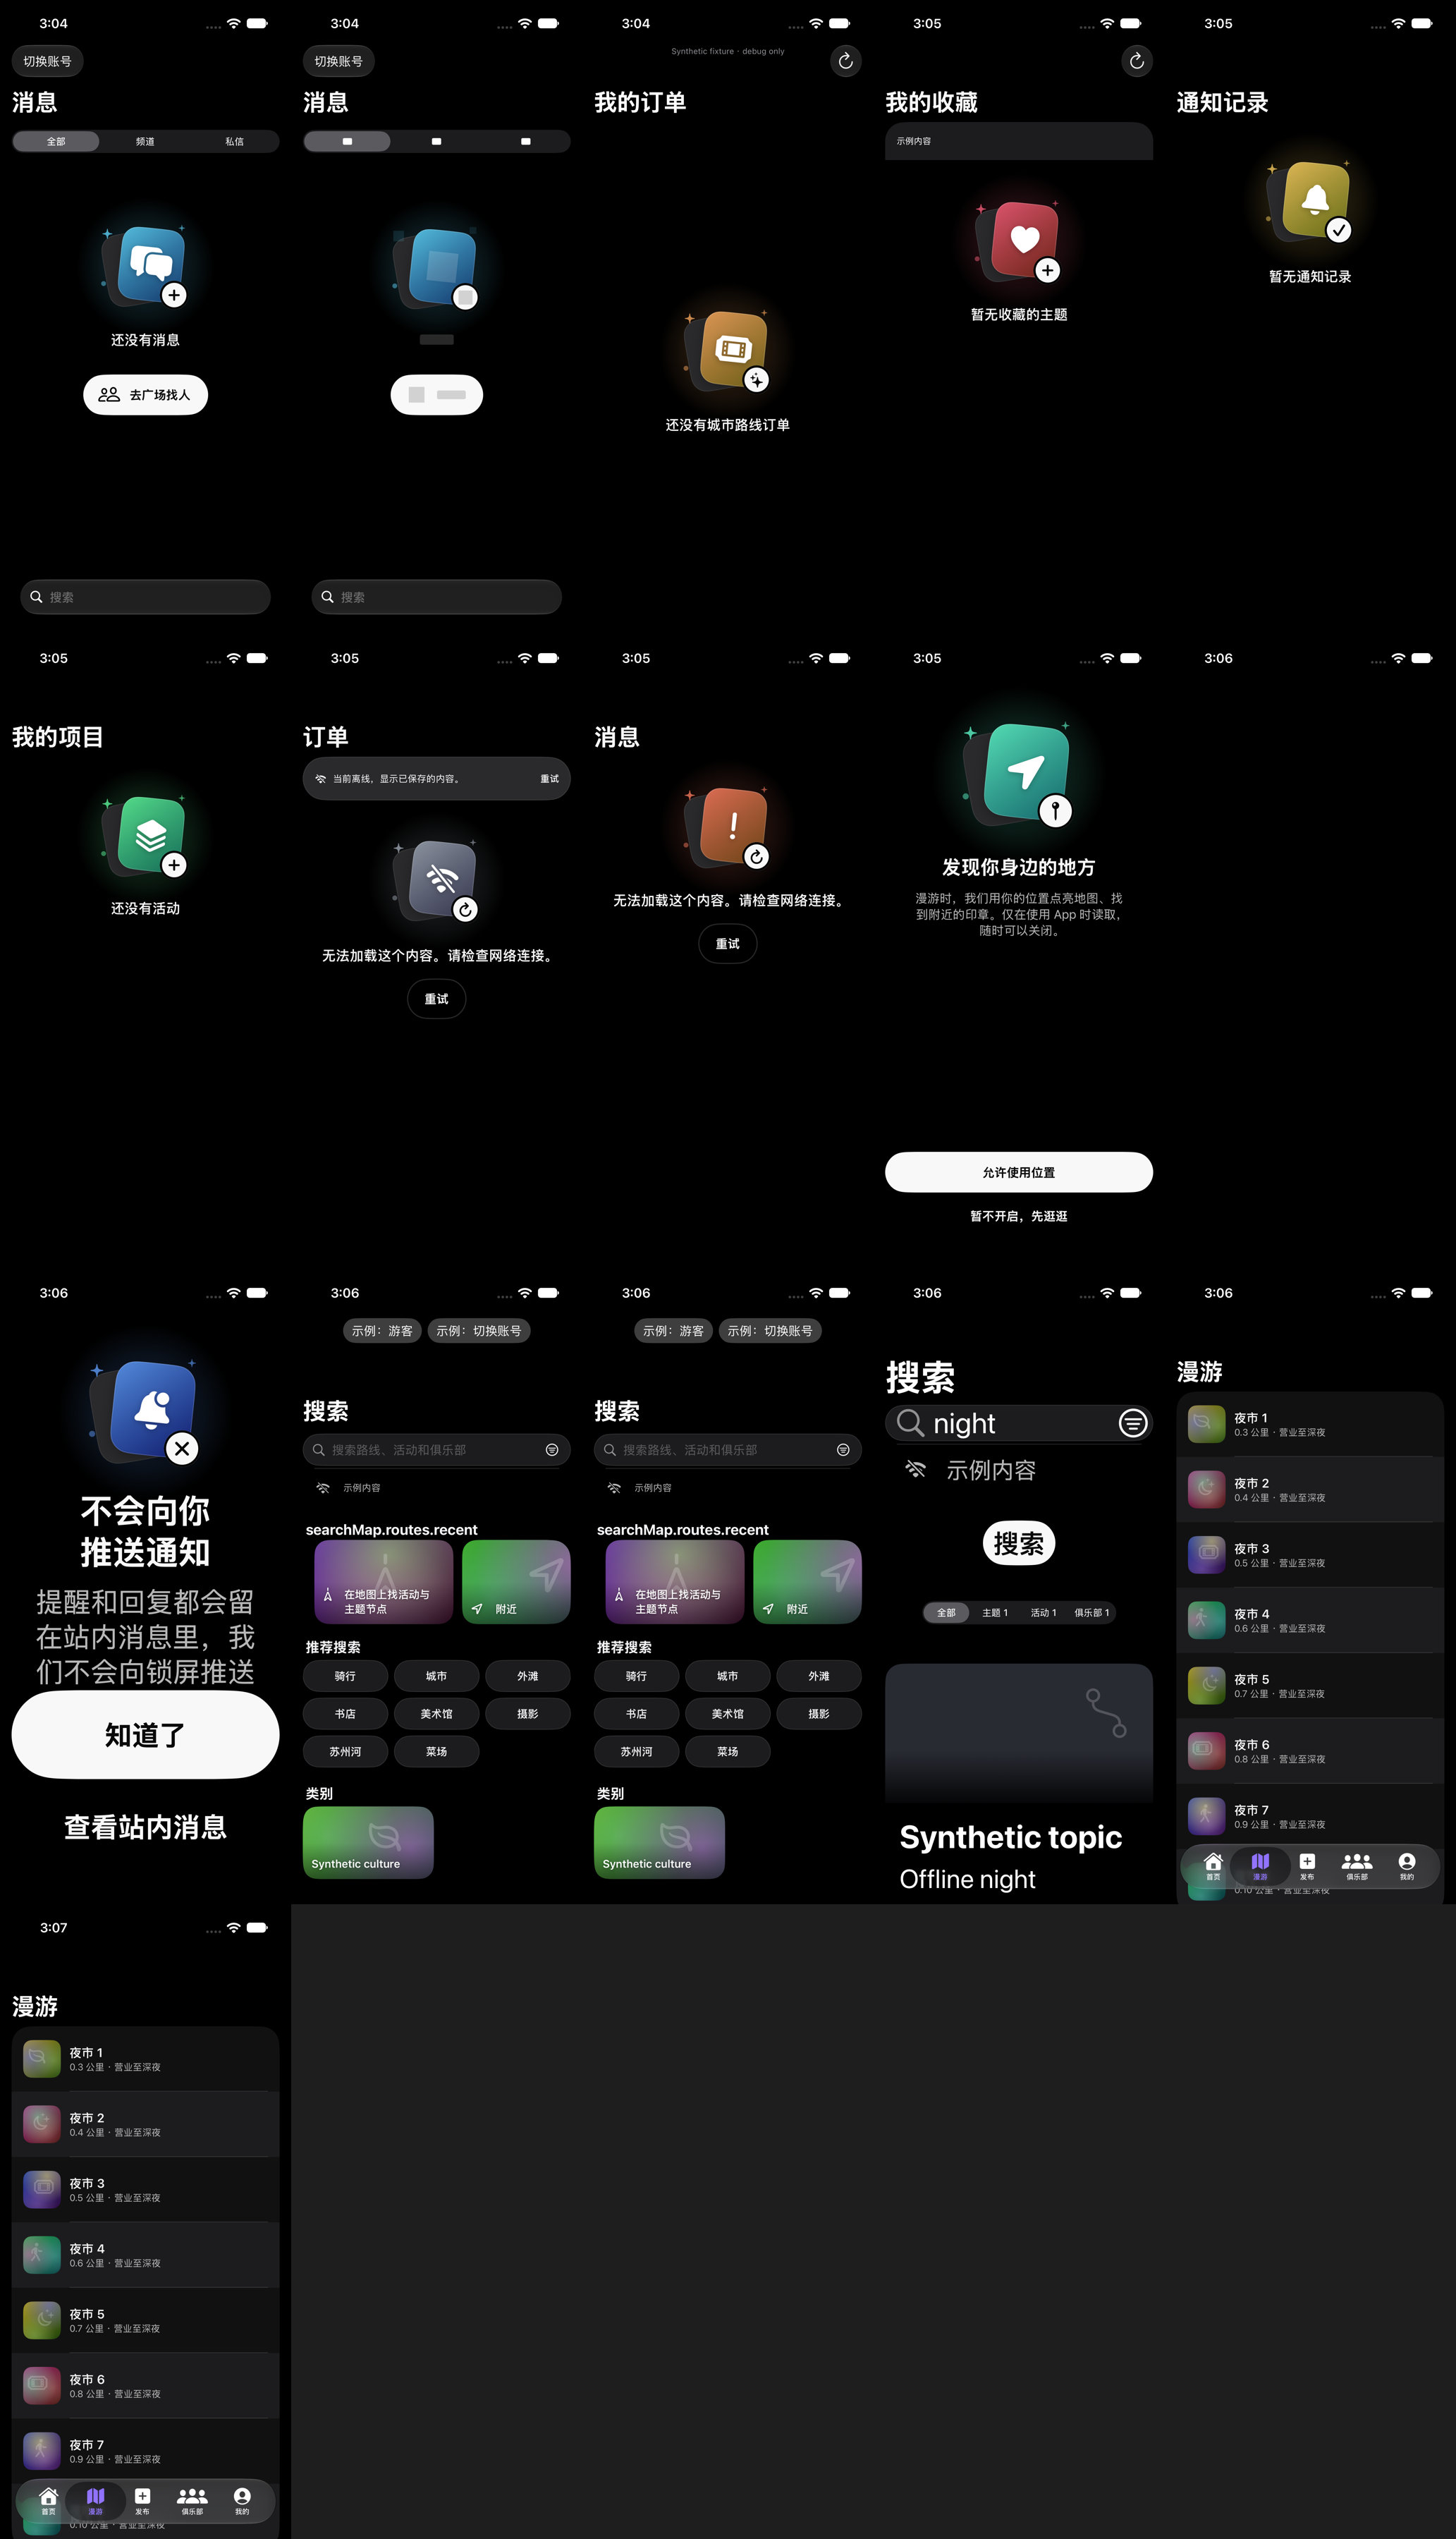 3:04
切换账号
消息
全部 频道 私信
还没有消息
去广场找人
搜索
3:04
切换账号
消息
搜索
3:04
Synthetic fixture · debug only
我的订单
还没有城市路线订单
3:05
我的收藏
示例内容
暂无收藏的主题
3:05
通知记录
暂无通知记录
3:05
我的项目
还没有活动
3:05
订单
当前离线，显示已保存的内容。 重试
无法加载这个内容。请检查网络连接。
重试
3:05
消息
无法加载这个内容。请检查网络连接。
重试
3:05
发现你身边的地方
漫游时，我们用你的位置点亮地图、找
到附近的印章。仅在使用 App 时读取，
随时可以关闭。
允许使用位置
暂不开启，先逛逛
3:06
3:06
不会向你
推送通知
提醒和回复都会留
在站内消息里，我
们不会向锁屏推送
知道了
查看站内消息
3:06
示例：游客 示例：切换账号
搜索
搜索路线、活动和俱乐部
示例内容
searchMap.routes.recent
在地图上找活动与
主题节点
附近
推荐搜索
骑行 城市 外滩
书店 美术馆 摄影
苏州河 菜场
类别
Synthetic culture
3:06
示例：游客 示例：切换账号
搜索
搜索路线、活动和俱乐部
示例内容
searchMap.routes.recent
在地图上找活动与
主题节点
附近
推荐搜索
骑行 城市 外滩
书店 美术馆 摄影
苏州河 菜场
类别
Synthetic culture
3:06
搜索
night
示例内容
搜索
全部 主题 1 活动 1 俱乐部 1
Synthetic topic
Offline night
3:06
漫游
夜市 1
0.3 公里 · 营业至深夜
夜市 2
0.4 公里 · 营业至深夜
夜市 3
0.5 公里 · 营业至深夜
夜市 4
0.6 公里 · 营业至深夜
夜市 5
0.7 公里 · 营业至深夜
夜市 6
0.8 公里 · 营业至深夜
夜市 7
0.9 公里 · 营业至深夜
首页 漫游 发布 俱乐部 我的
0.10 公里 · 营业至深夜
3:07
漫游
夜市 1
0.3 公里 · 营业至深夜
夜市 2
0.4 公里 · 营业至深夜
夜市 3
0.5 公里 · 营业至深夜
夜市 4
0.6 公里 · 营业至深夜
夜市 5
0.7 公里 · 营业至深夜
夜市 6
0.8 公里 · 营业至深夜
夜市 7
0.9 公里 · 营业至深夜
首页 漫游 发布 俱乐部 我的
0.10 公里 · 营业至深夜